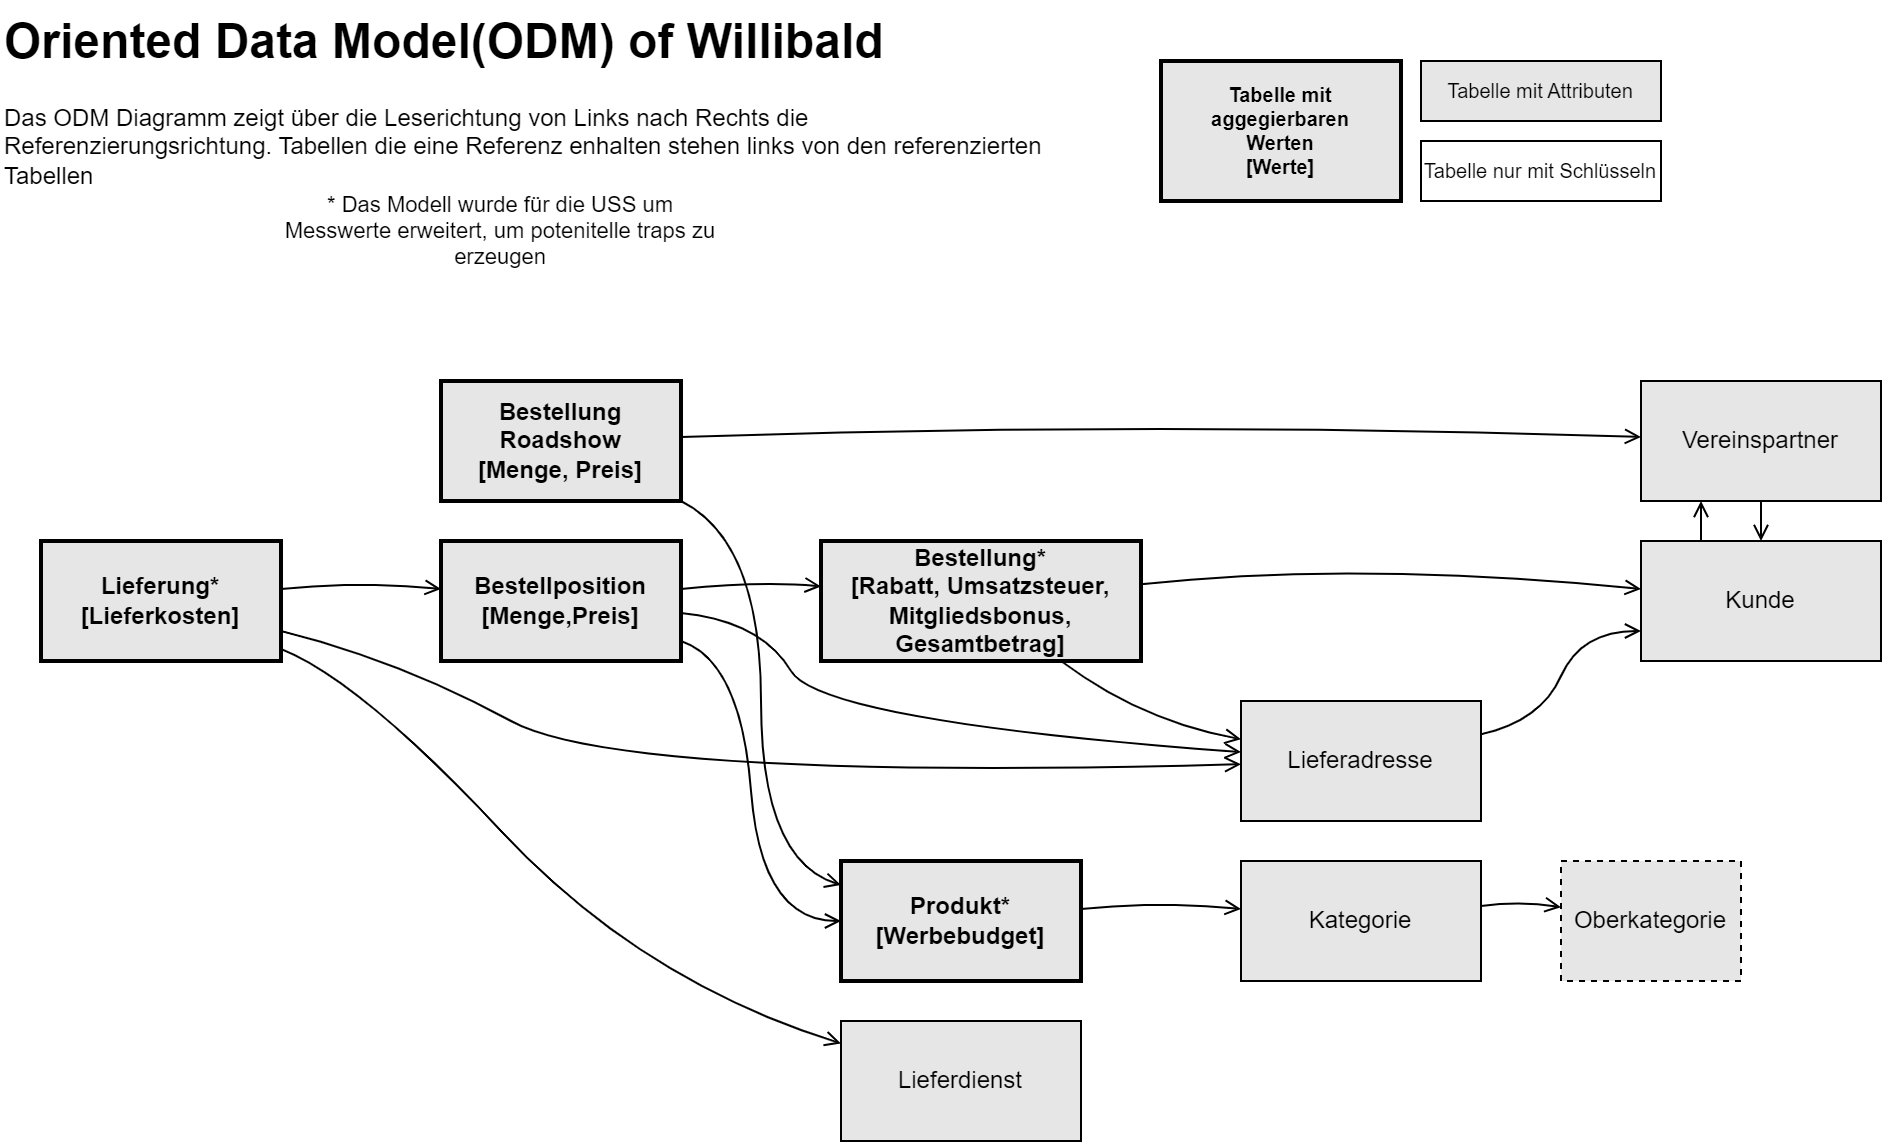 Oriented Data Model(ODM) of Willibald
Das ODM Diagramm zeigt über die Leserichtung von Links nach Rechts die
Referenzierungsrichtung. Tabellen die eine Referenz enhalten stehen links von den referenzierten
Tabellen
* Das Modell wurde für die USS um
Messwerte erweitert, um potenitelle traps zu
erzeugen
Tabelle mit
aggegierbaren
Werten
[Werte]
Tabelle mit Attributen
Tabelle nur mit Schlüsseln
Bestellung
Roadshow
[Menge, Preis]
Vereinspartner
Lieferung*
[Lieferkosten]
Bestellposition
[Menge,Preis]
Bestellung*
[Rabatt, Umsatzsteuer,
Mitgliedsbonus,
Gesamtbetrag]
Kunde
Lieferadresse
Produkt*
[Werbebudget]
Kategorie
Oberkategorie
Lieferdienst